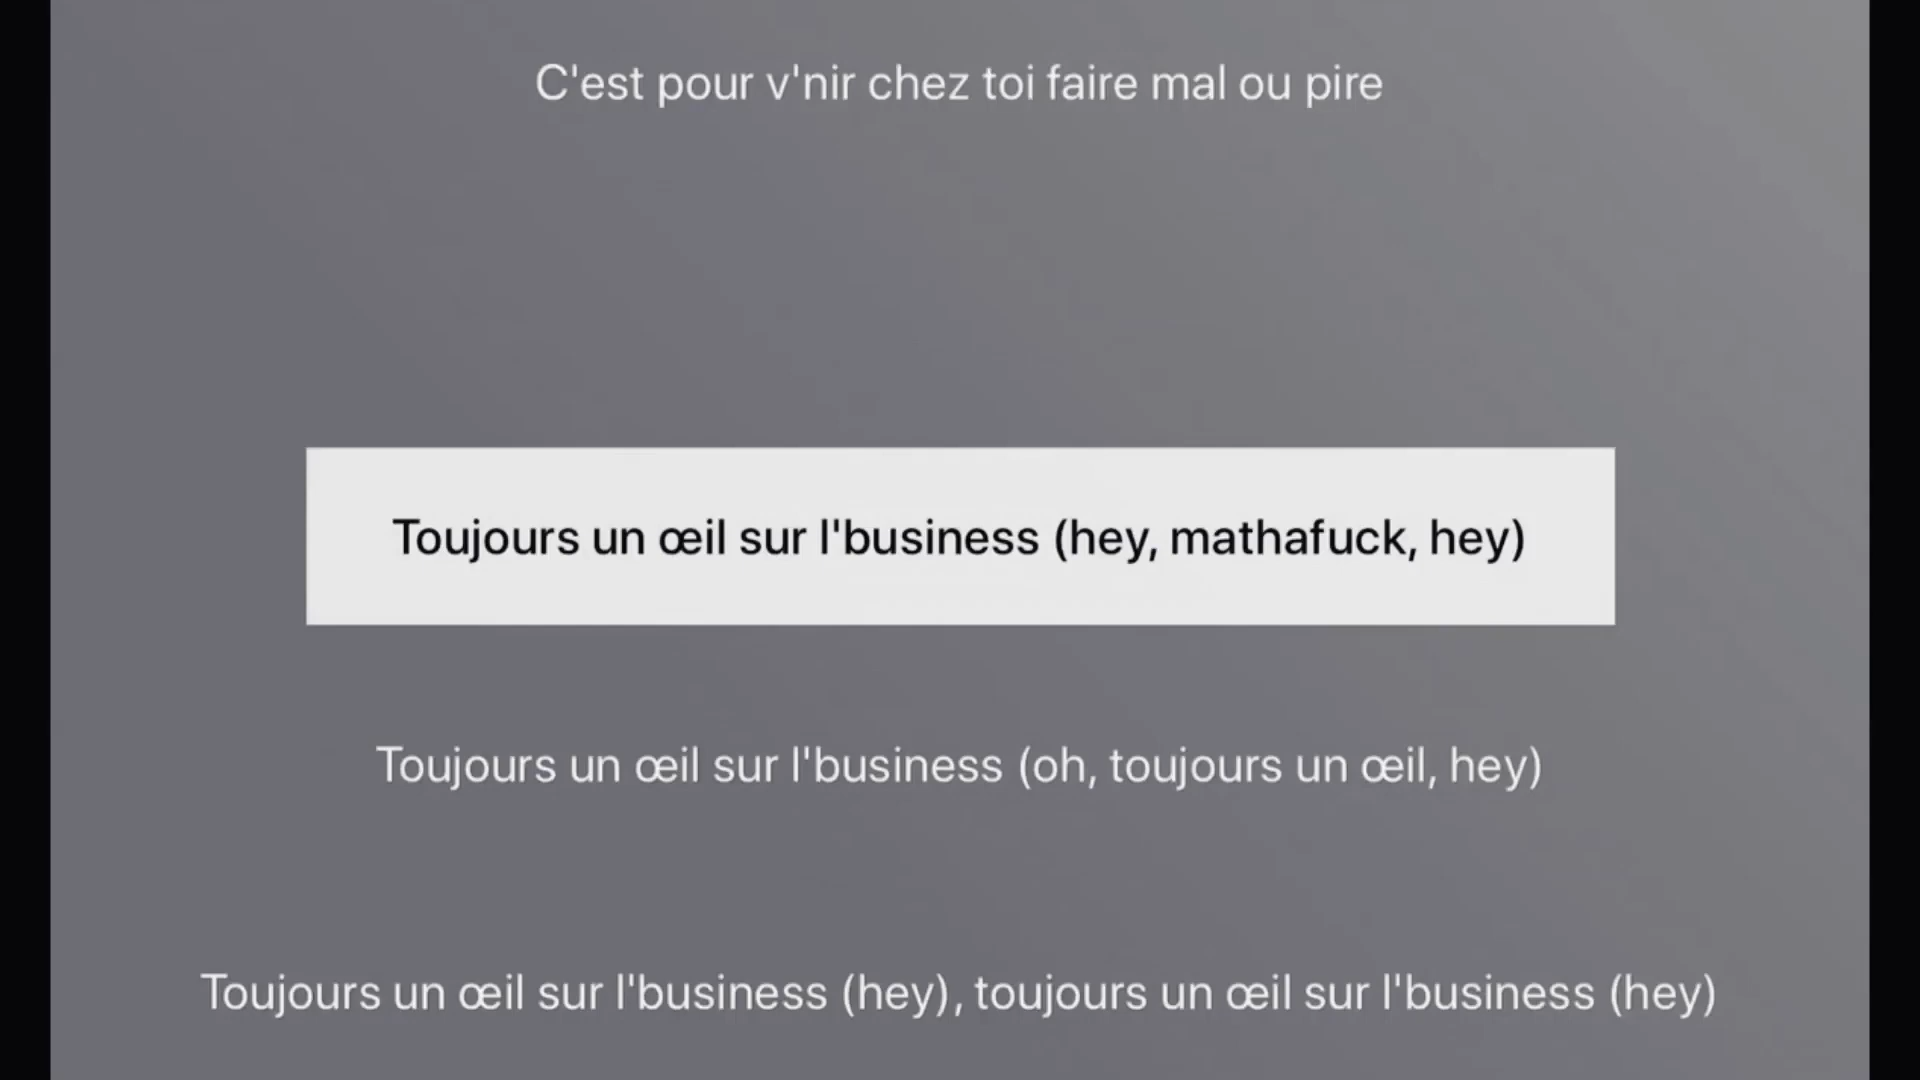 C'est pour v'nir chez toi faire mal ou pire
Toujours un œil sur l'business (hey, mathafuck, hey)
Toujours un œil sur l'business (oh, toujours un œil, hey)
Toujours un œil sur l'business (hey), toujours un œil sur l'business (hey)